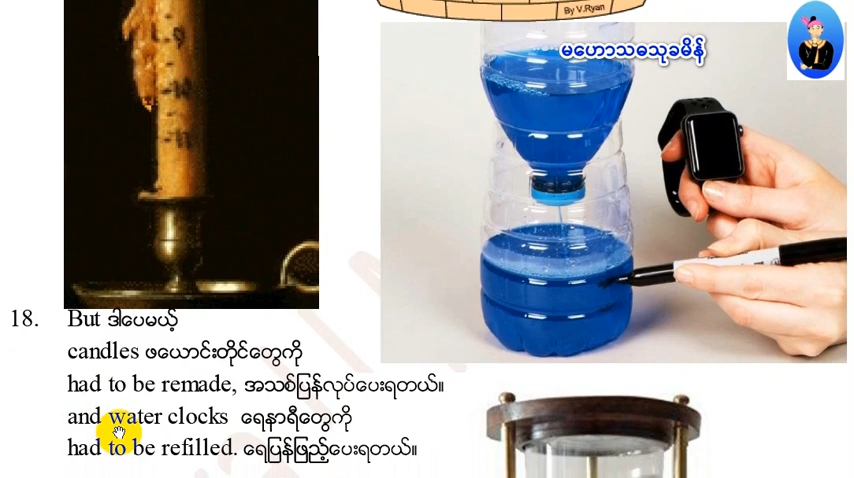 By V.Ryan
မဟောသဓသုခမိန်
9
10
11
18. But ဒါပေမယ့်
candles ဖယောင်းတိုင်တွေကို
had to be remade, အသစ်ပြန်လုပ်ပေးရတယ်။
and water clocks ရေနာရီတွေကို
had to be refilled. ရေပြန်ဖြည့်ပေးရတယ်။